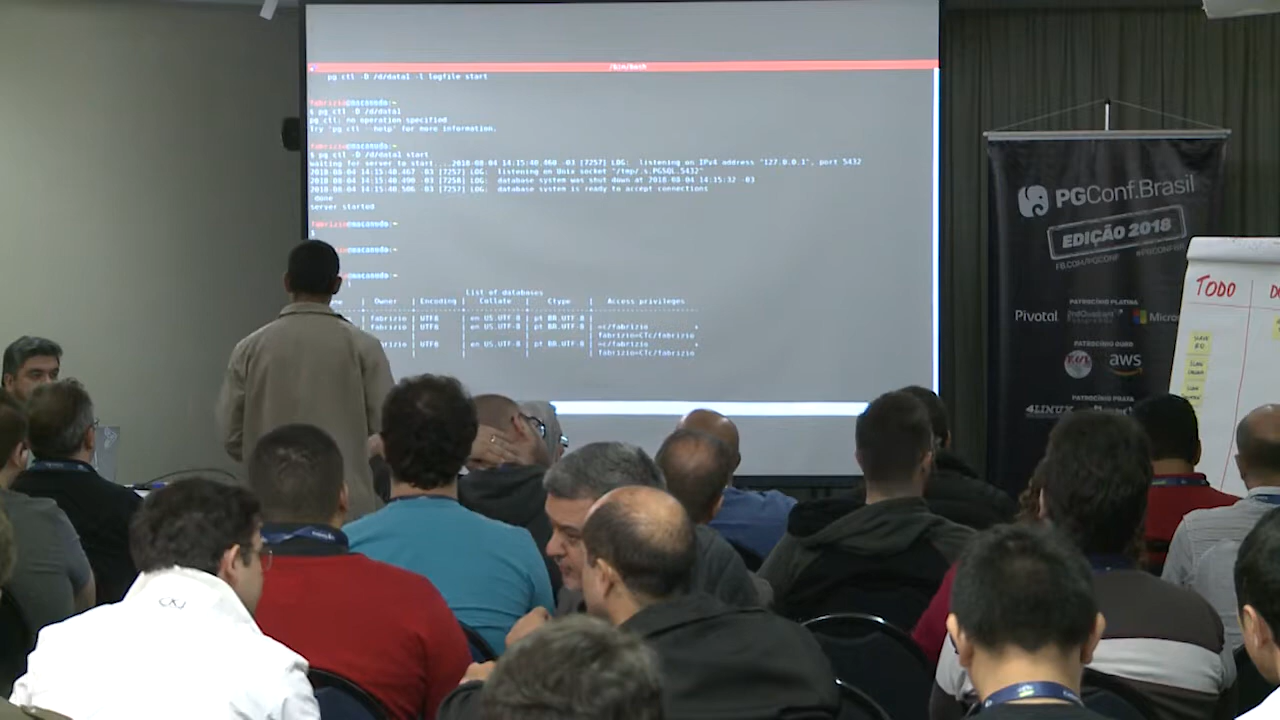 /bin/bash
pg_ctl -D /d/data1 -l logfile start
fabrizio@macanudo:~
$ pg_ctl -D /d/data1
pg_ctl: no operation specified
Try "pg_ctl --help" for more information.
fabrizio@macanudo:~
$ pg_ctl -D /d/data1 start
waiting for server to start....2018-08-04 14:15:40.460 -03 [7257] LOG:  listening on IPv4 address "127.0.0.1", port 5432
2018-08-04 14:15:40.467 -03 [7257] LOG:  listening on Unix socket "/tmp/.s.PGSQL.5432"
2018-08-04 14:15:40.490 -03 [7258] LOG:  database system was shut down at 2018-08-04 14:15:32 -03
2018-08-04 14:15:40.506 -03 [7257] LOG:  database system is ready to accept connections
done
server started
fabrizio@macanudo:~
$
fabrizio@macanudo:~
@macanudo:~
List of databases
| Owner | Encoding | Collate | Ctype | Access privileges
| fabrizio | UTF8 | en_US.UTF-8 | pt_BR.UTF-8 |
| fabrizio | UTF8 | en_US.UTF-8 | pt_BR.UTF-8 | =c/fabrizio +
| | | | | fabrizio=CTc/fabrizio
| fabrizio | UTF8 | en_US.UTF-8 | pt_BR.UTF-8 | =c/fabrizio +
| | | | | fabrizio=CTc/fabrizio
PGConf.Brasil
EDIÇÃO 2018
FB.COM/PGCONF
PATROCÍNIO PLATINA
Pivotal
2ndQuadrant
Micro
PATROCÍNIO OURO
aws
PATROCÍNIO PRATA
4LINUX
TODO